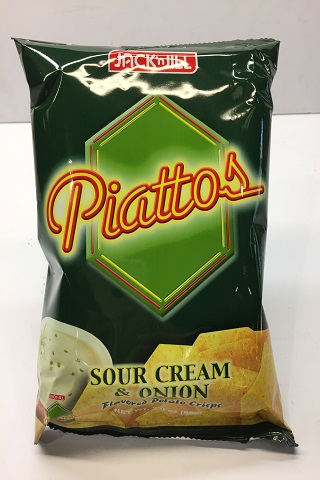 JACK 'n JILL
Piattos
SOUR CREAM
& ONION
Flavored Potato Crisps